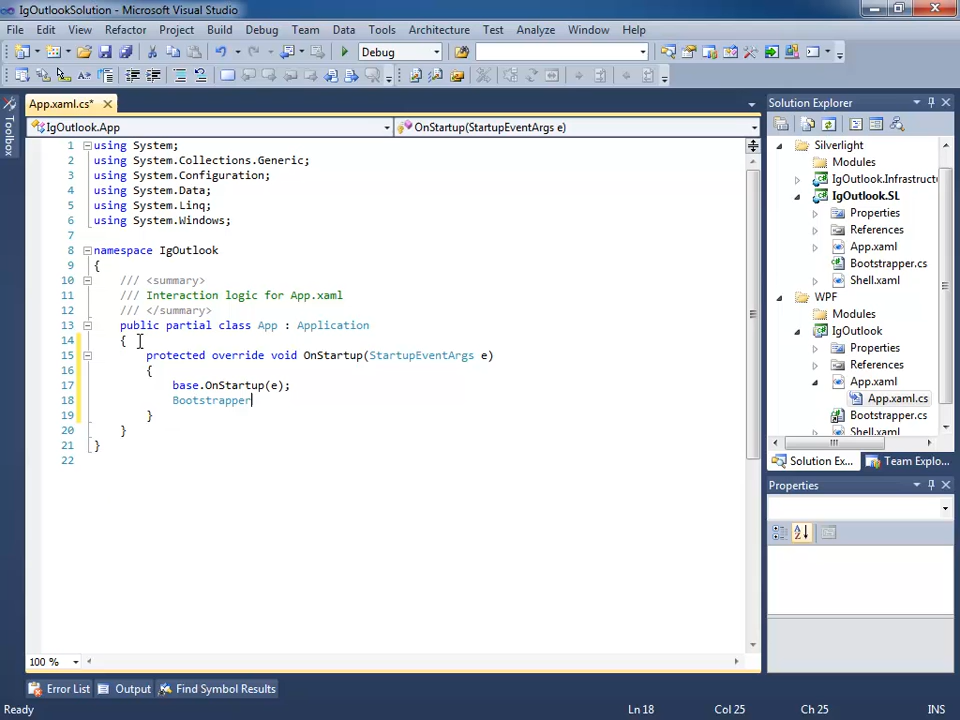 IgOutlookSolution - Microsoft Visual Studio
File Edit View Refactor Project Build Debug Team Data Tools Architecture Test Analyze Window Help
Debug
App.xaml.cs*
Solution Explorer
Toolbox
IgOutlook.App
OnStartup(StartupEventArgs e)
1 using System;
2 using System.Collections.Generic;
3 using System.Configuration;
4 using System.Data;
5 using System.Linq;
6 using System.Windows;
7
8 namespace IgOutlook
9 {
10 /// <summary>
11 /// Interaction logic for App.xaml
12 /// </summary>
13 public partial class App : Application
14 {
15 protected override void OnStartup(StartupEventArgs e)
16 {
17 base.OnStartup(e);
18 Bootstrapper
19 }
20 }
21 }
22
Silverlight
Modules
IgOutlook.Infrastruct
IgOutlook.SL
Properties
References
App.xaml
Bootstrapper.cs
Shell.xaml
WPF
Modules
IgOutlook
Properties
References
App.xaml
App.xaml.cs
Bootstrapper.cs
Shell.xaml
Solution Ex...
Team Explo...
Properties
100 %
Error List
Output
Find Symbol Results
Ready
Ln 18
Col 25
Ch 25
INS